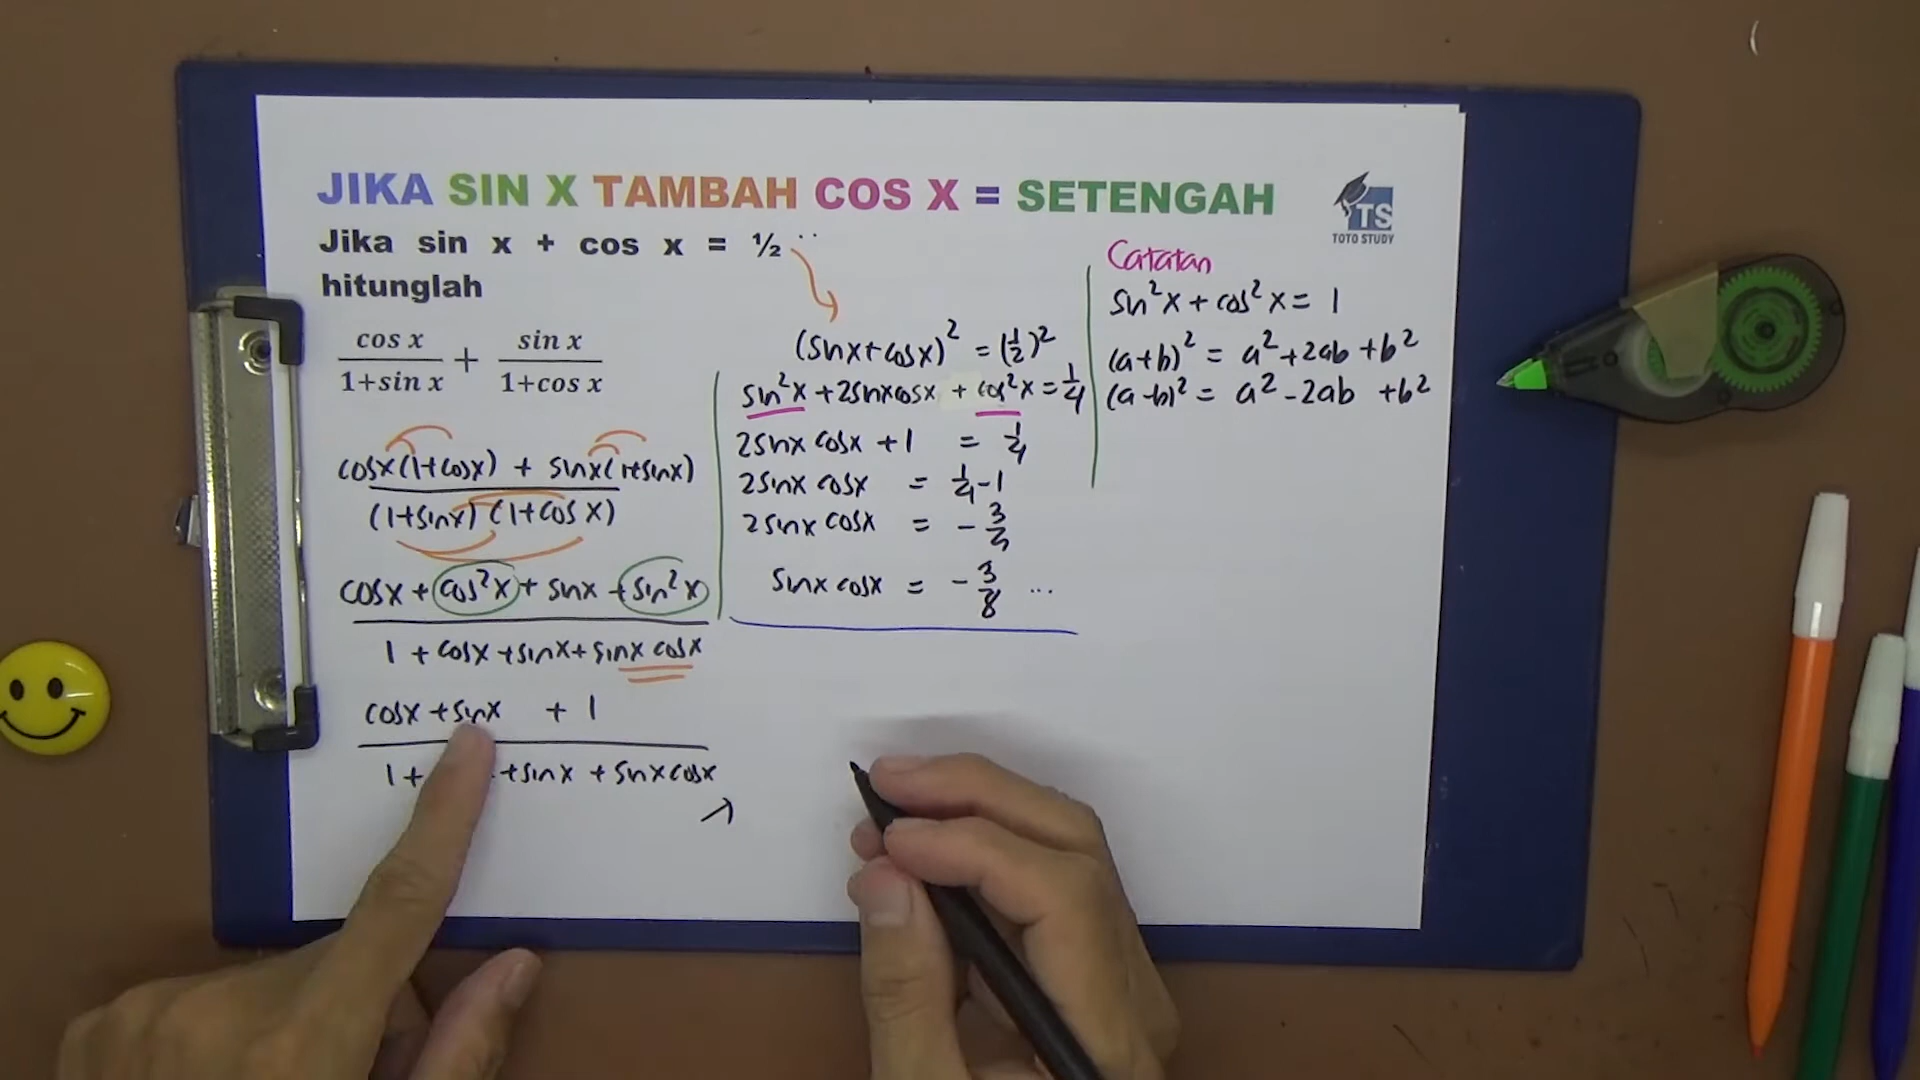 JIKA SIN X TAMBAH COS X = SETENGAH
TS
TOTO STUDY
Jika sin x + cos x = ½ ..
hitunglah
cos x / 1+sin x + sin x / 1+cos x
cosx(1+cosx) + sinx(1+sinx)
(1+sinx) (1+cosx)
cosx + cos²x + sinx + sin²x
1 + cosx + sinx + sinx cosx
cosx + sinx + 1
1 + + sinx + sinx cosx
(sinx+cosx)² = (1/2)²
sin²x + 2sinxcosx + cos²x = 1/4
2sinx cosx + 1 = 1/4
2sinx cosx = 1/4 - 1
2sinx cosx = - 3/4
sinx cosx = - 3/8 ...
Catatan
sin²x + cos²x = 1
(a+b)² = a² + 2ab + b²
(a-b)² = a² - 2ab + b²